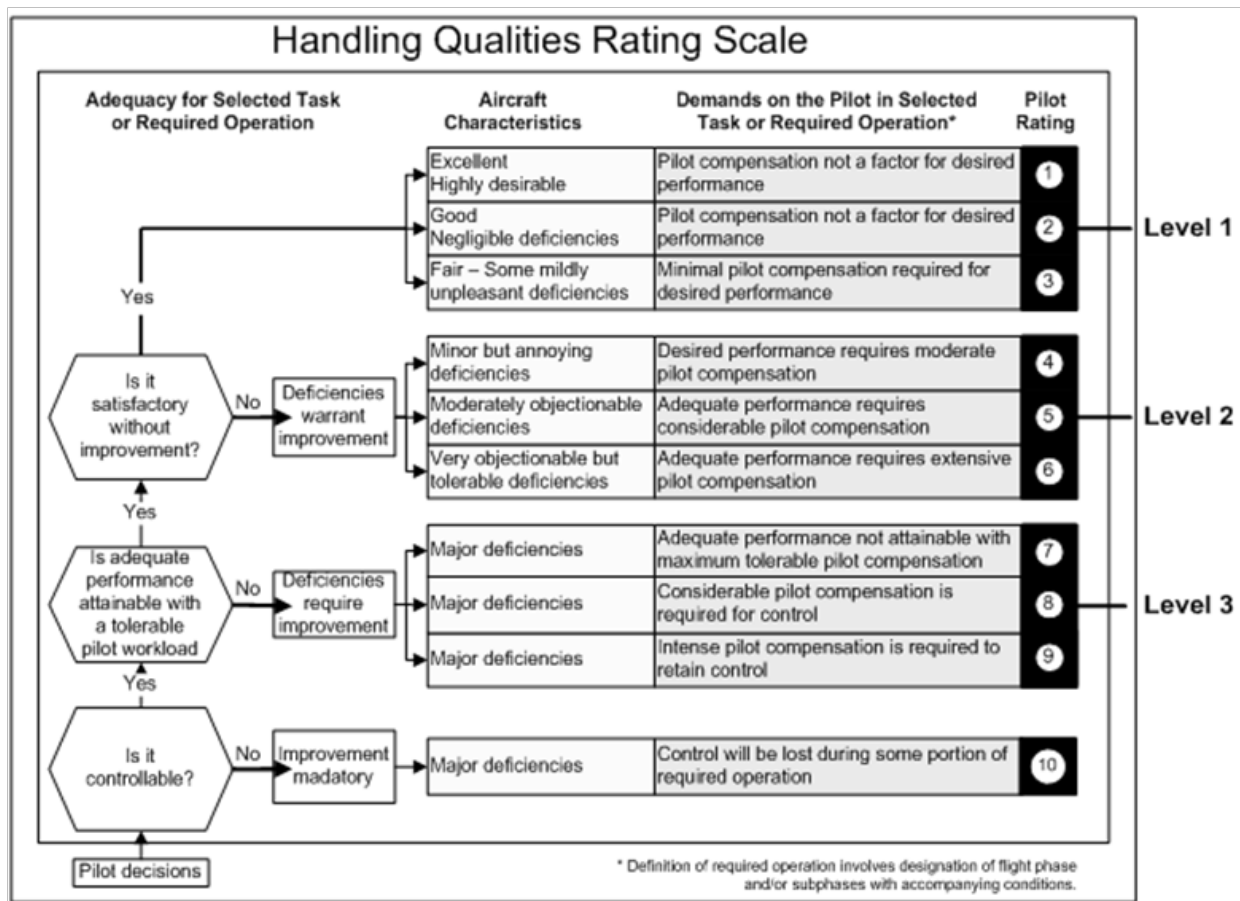 Handling Qualities Rating Scale
Adequacy for Selected Task
or Required Operation
Aircraft
Characteristics
Demands on the Pilot in Selected
Task or Required Operation*
Pilot
Rating
Excellent
Highly desirable
Pilot compensation not a factor for desired
performance
1
Good
Negligible deficiencies
Pilot compensation not a factor for desired
performance
2
Level 1
Fair – Some mildly
unpleasant deficiencies
Minimal pilot compensation required for
desired performance
3
Yes
Is it
satisfactory
without
improvement?
No
Deficiencies
warrant
improvement
Minor but annoying
deficiencies
Desired performance requires moderate
pilot compensation
4
Moderately objectionable
deficiencies
Adequate performance requires
considerable pilot compensation
5
Level 2
Very objectionable but
tolerable deficiencies
Adequate performance requires extensive
pilot compensation
6
Yes
Is adequate
performance
attainable with
a tolerable
pilot workload
No
Deficiencies
require
improvement
Major deficiencies
Adequate performance not attainable with
maximum tolerable pilot compensation
7
Major deficiencies
Considerable pilot compensation is
required for control
8
Level 3
Major deficiencies
Intense pilot compensation is required to
retain control
9
Yes
Is it
controllable?
No
Improvement
madatory
Major deficiencies
Control will be lost during some portion of
required operation
10
Pilot decisions
* Definition of required operation involves designation of flight phase
and/or subphases with accompanying conditions.